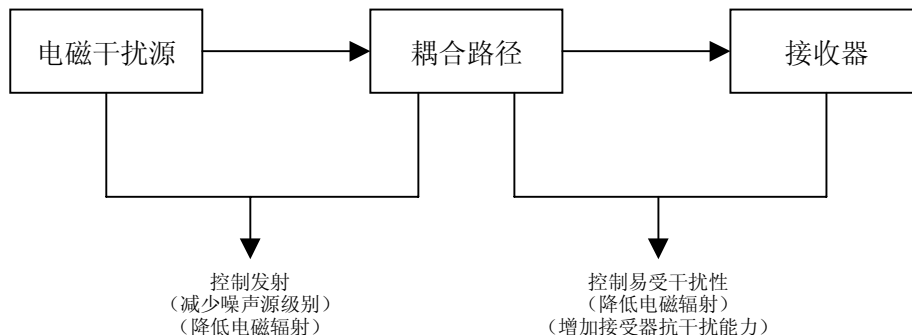 电磁干扰源
耦合路径
接收器
控制发射
（减少噪声源级别）
（降低电磁辐射）
控制易受干扰性
（降低电磁辐射）
（增加接受器抗干扰能力）